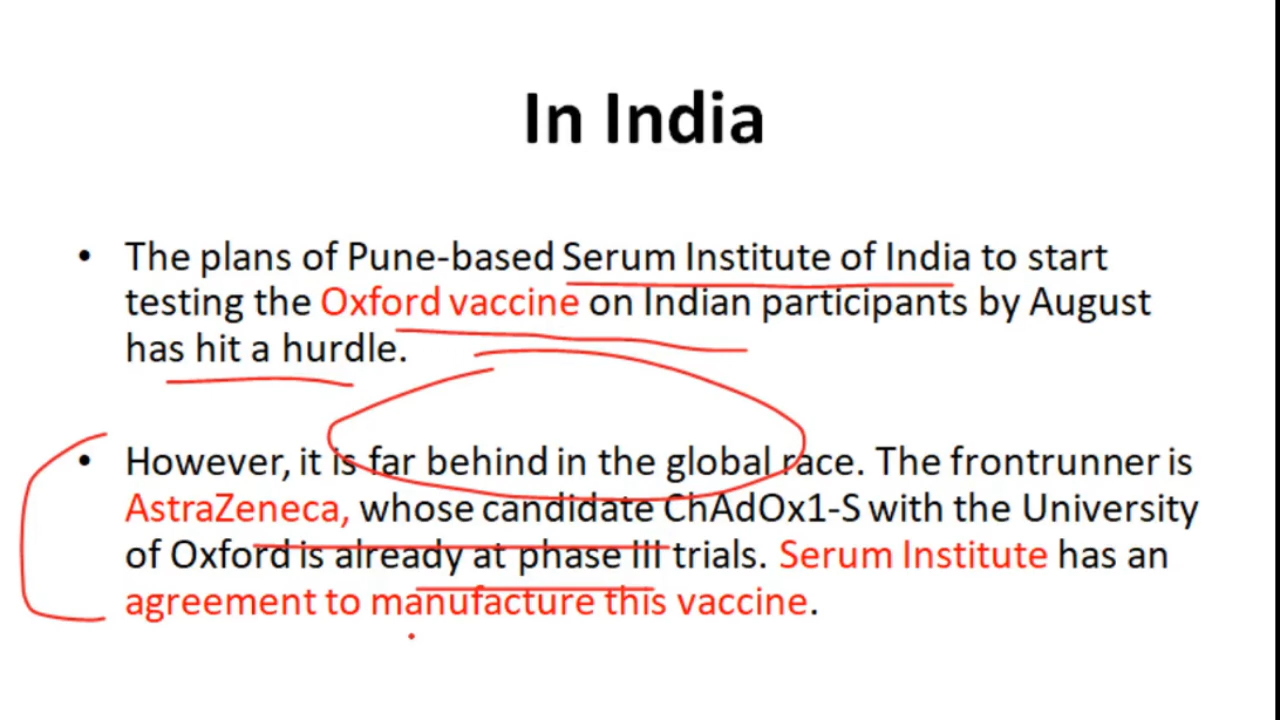 In India
• The plans of Pune-based Serum Institute of India to start
testing the Oxford vaccine on Indian participants by August
has hit a hurdle.
• However, it is far behind in the global race. The frontrunner is
AstraZeneca, whose candidate ChAdOx1-S with the University
of Oxford is already at phase III trials. Serum Institute has an
agreement to manufacture this vaccine.